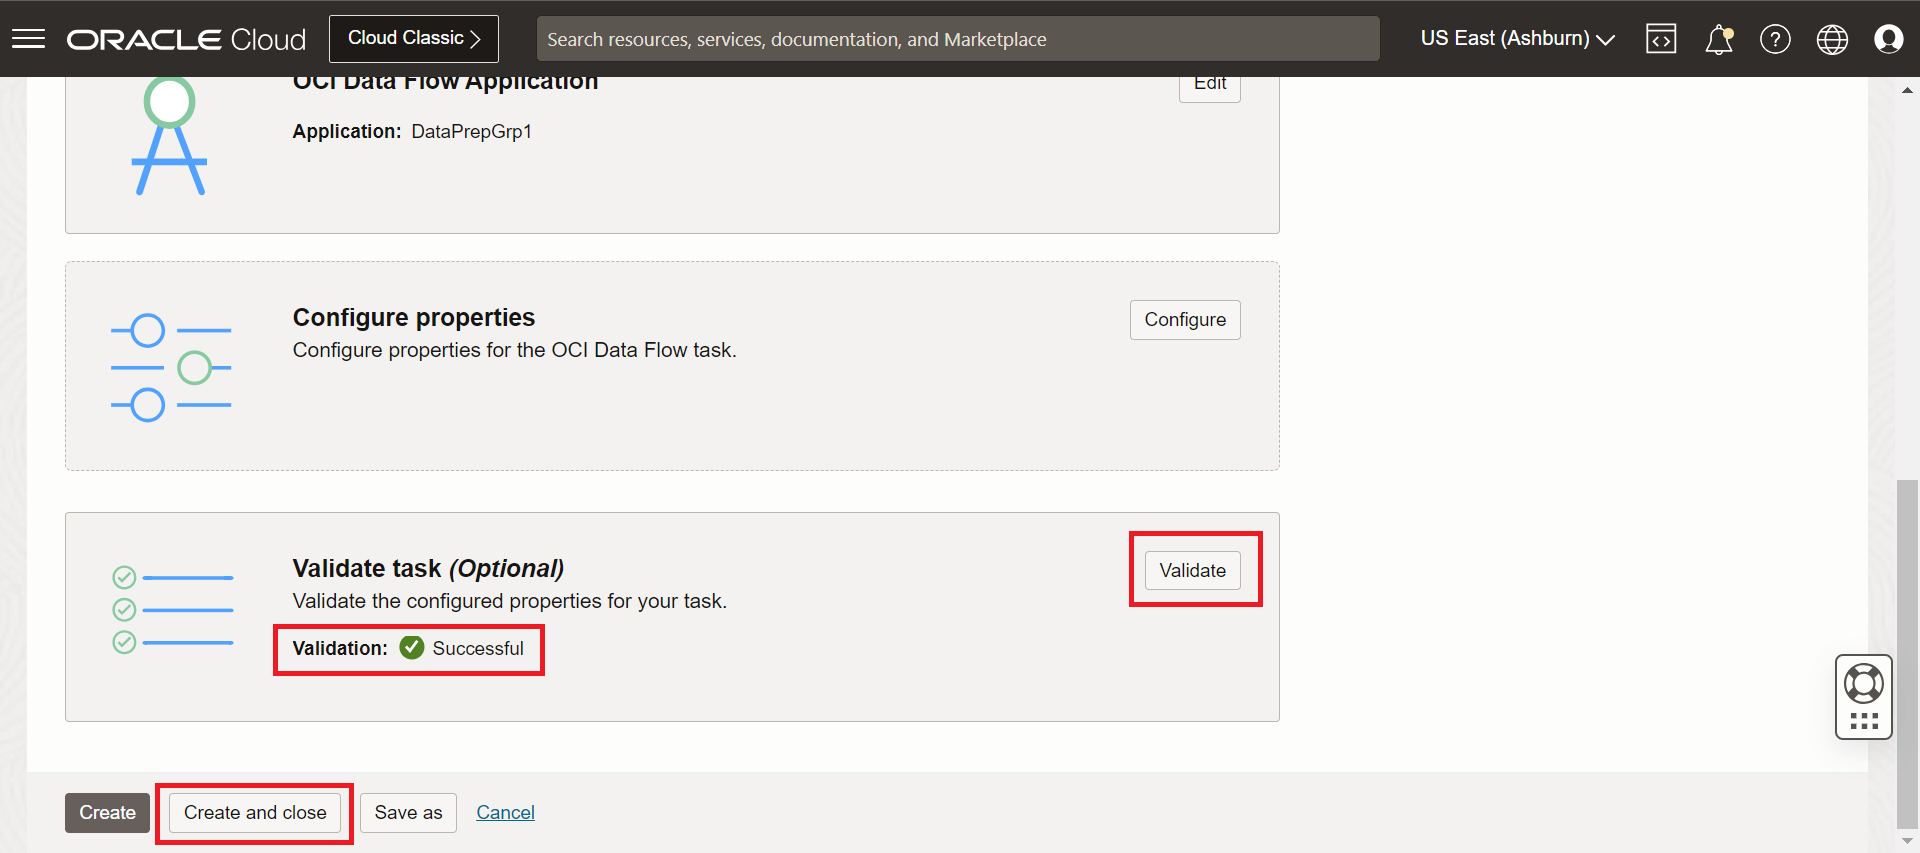 ORACLE Cloud
Cloud Classic
Search resources, services, documentation, and Marketplace
US East (Ashburn)
OCI Data Flow Application
Edit
Application: DataPrepGrp1
Configure properties
Configure
Configure properties for the OCI Data Flow task.
Validate task (Optional)
Validate
Validate the configured properties for your task.
Validation: Successful
Create
Create and close
Save as
Cancel